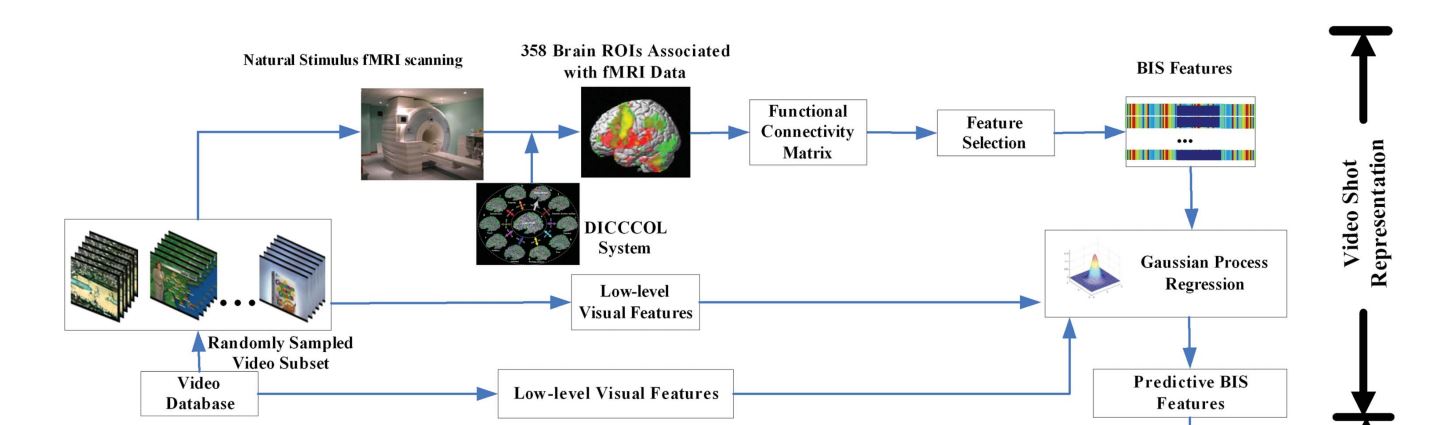 Natural Stimulus fMRI scanning
358 Brain ROIs Associated
with fMRI Data
BIS Features
Functional
Connectivity
Matrix
Feature
Selection
DICCCOL
System
Gaussian Process
Regression
Low-level
Visual Features
Randomly Sampled
Video Subset
Video
Database
Low-level Visual Features
Predictive BIS
Features
Video Shot
Representation